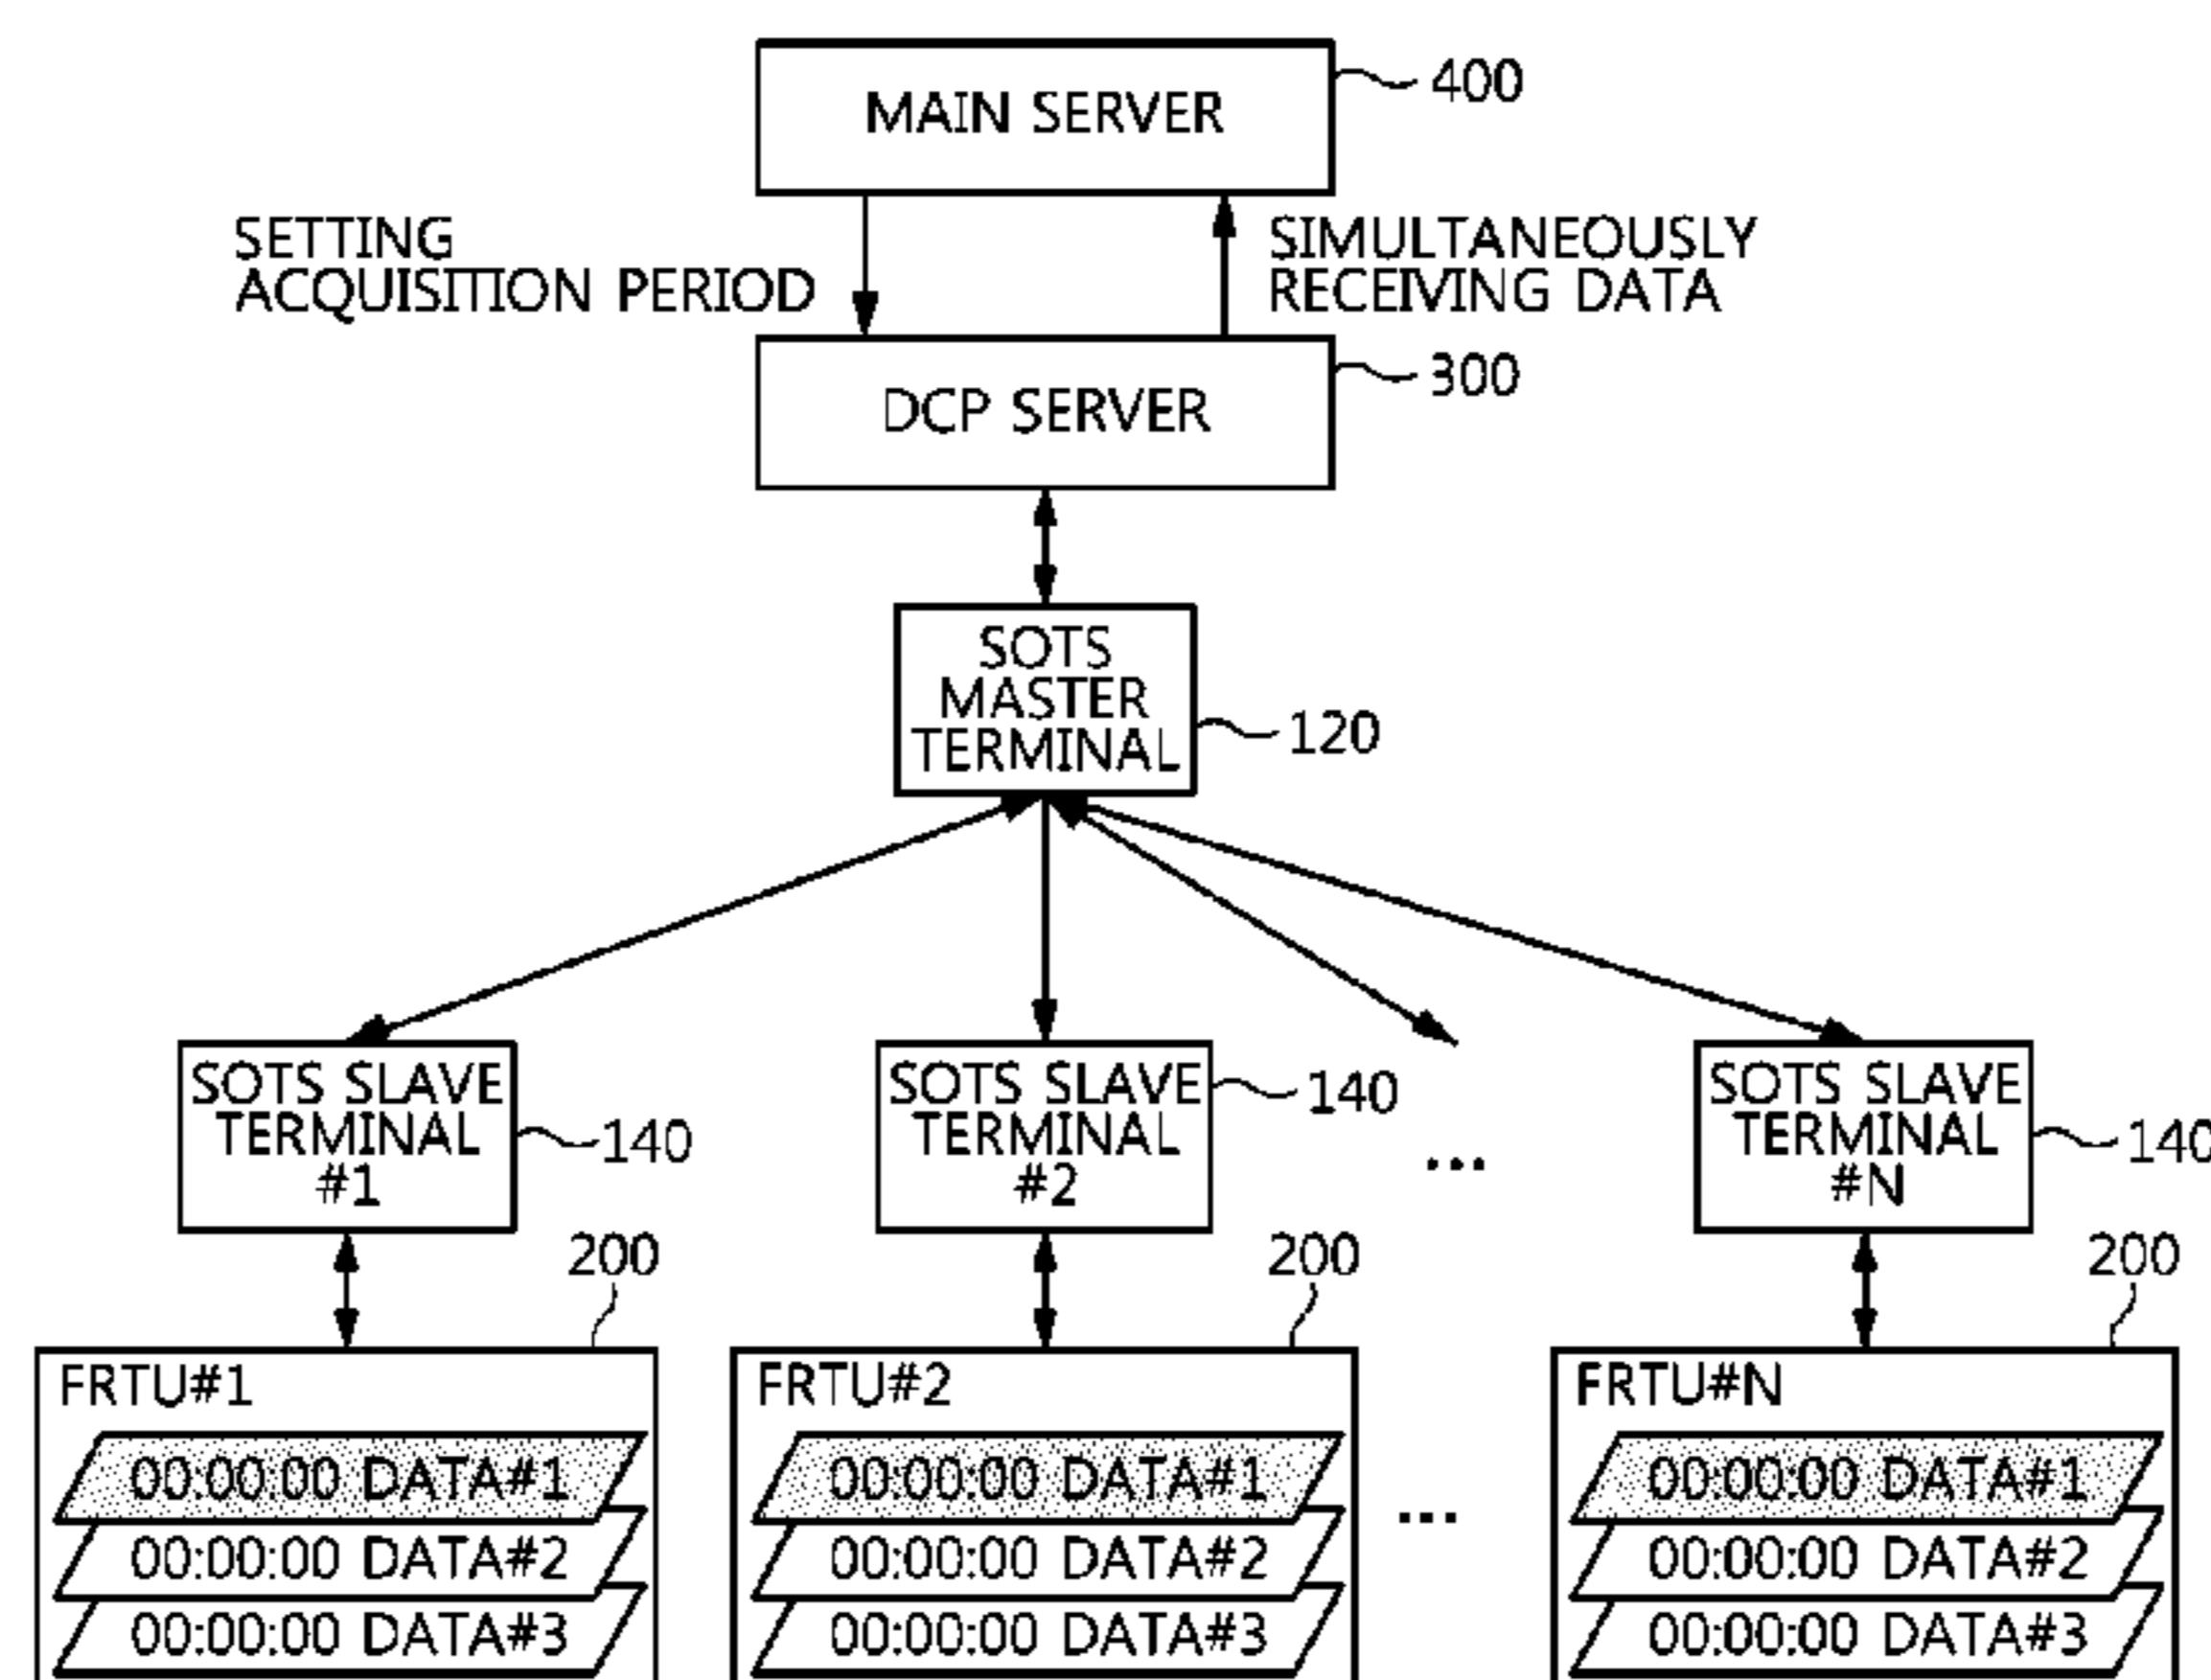 MAIN SERVER
400
SETTING
ACQUISITION PERIOD
SIMULTANEOUSLY
RECEIVING DATA
DCP SERVER
300
SOTS
MASTER
TERMINAL
120
SOTS SLAVE
TERMINAL
#1
140
SOTS SLAVE
TERMINAL
#2
140
...
SOTS SLAVE
TERMINAL
#N
140
200
FRTU#1
00:00:00 DATA#1
00:00:00 DATA#2
00:00:00 DATA#3
200
FRTU#2
00:00:00 DATA#1
00:00:00 DATA#2
00:00:00 DATA#3
...
200
FRTU#N
00:00:00 DATA#1
00:00:00 DATA#2
00:00:00 DATA#3